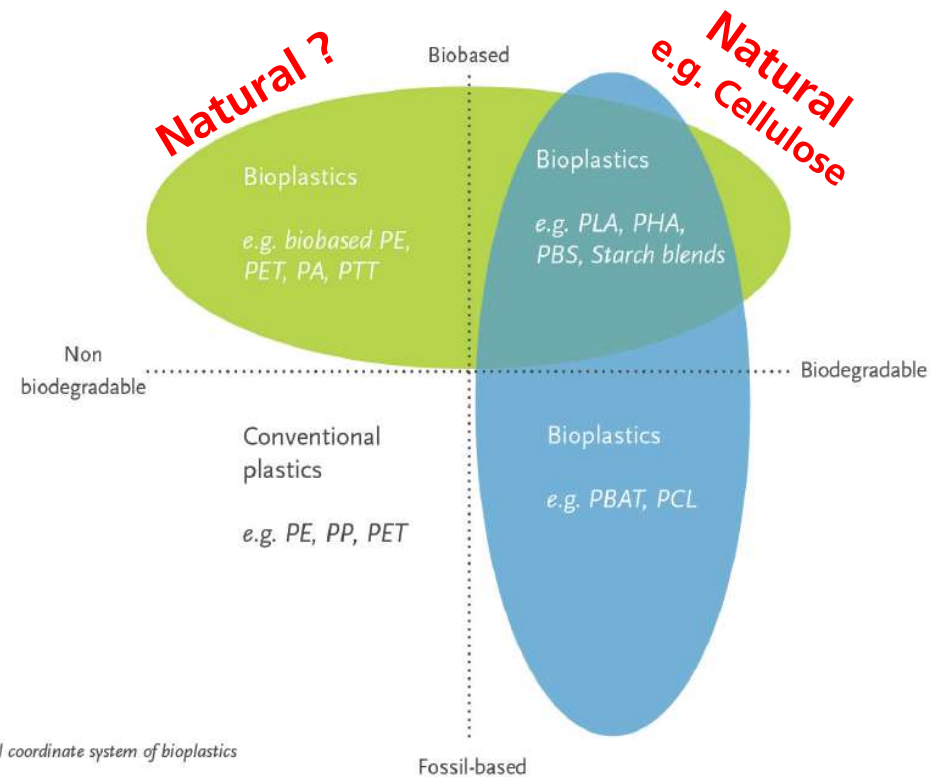 Natural ?
Natural
e.g. Cellulose
Biobased
Bioplastics
e.g. biobased PE,
PET, PA, PTT
Bioplastics
e.g. PLA, PHA,
PBS, Starch blends
Non
biodegradable
Biodegradable
Conventional
plastics
e.g. PE, PP, PET
Bioplastics
e.g. PBAT, PCL
coordinate system of bioplastics
Fossil-based